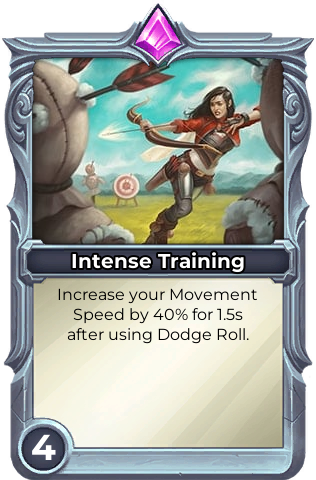 Intense Training
Increase your Movement
Speed by 40% for 1.5s
after using Dodge Roll.
4